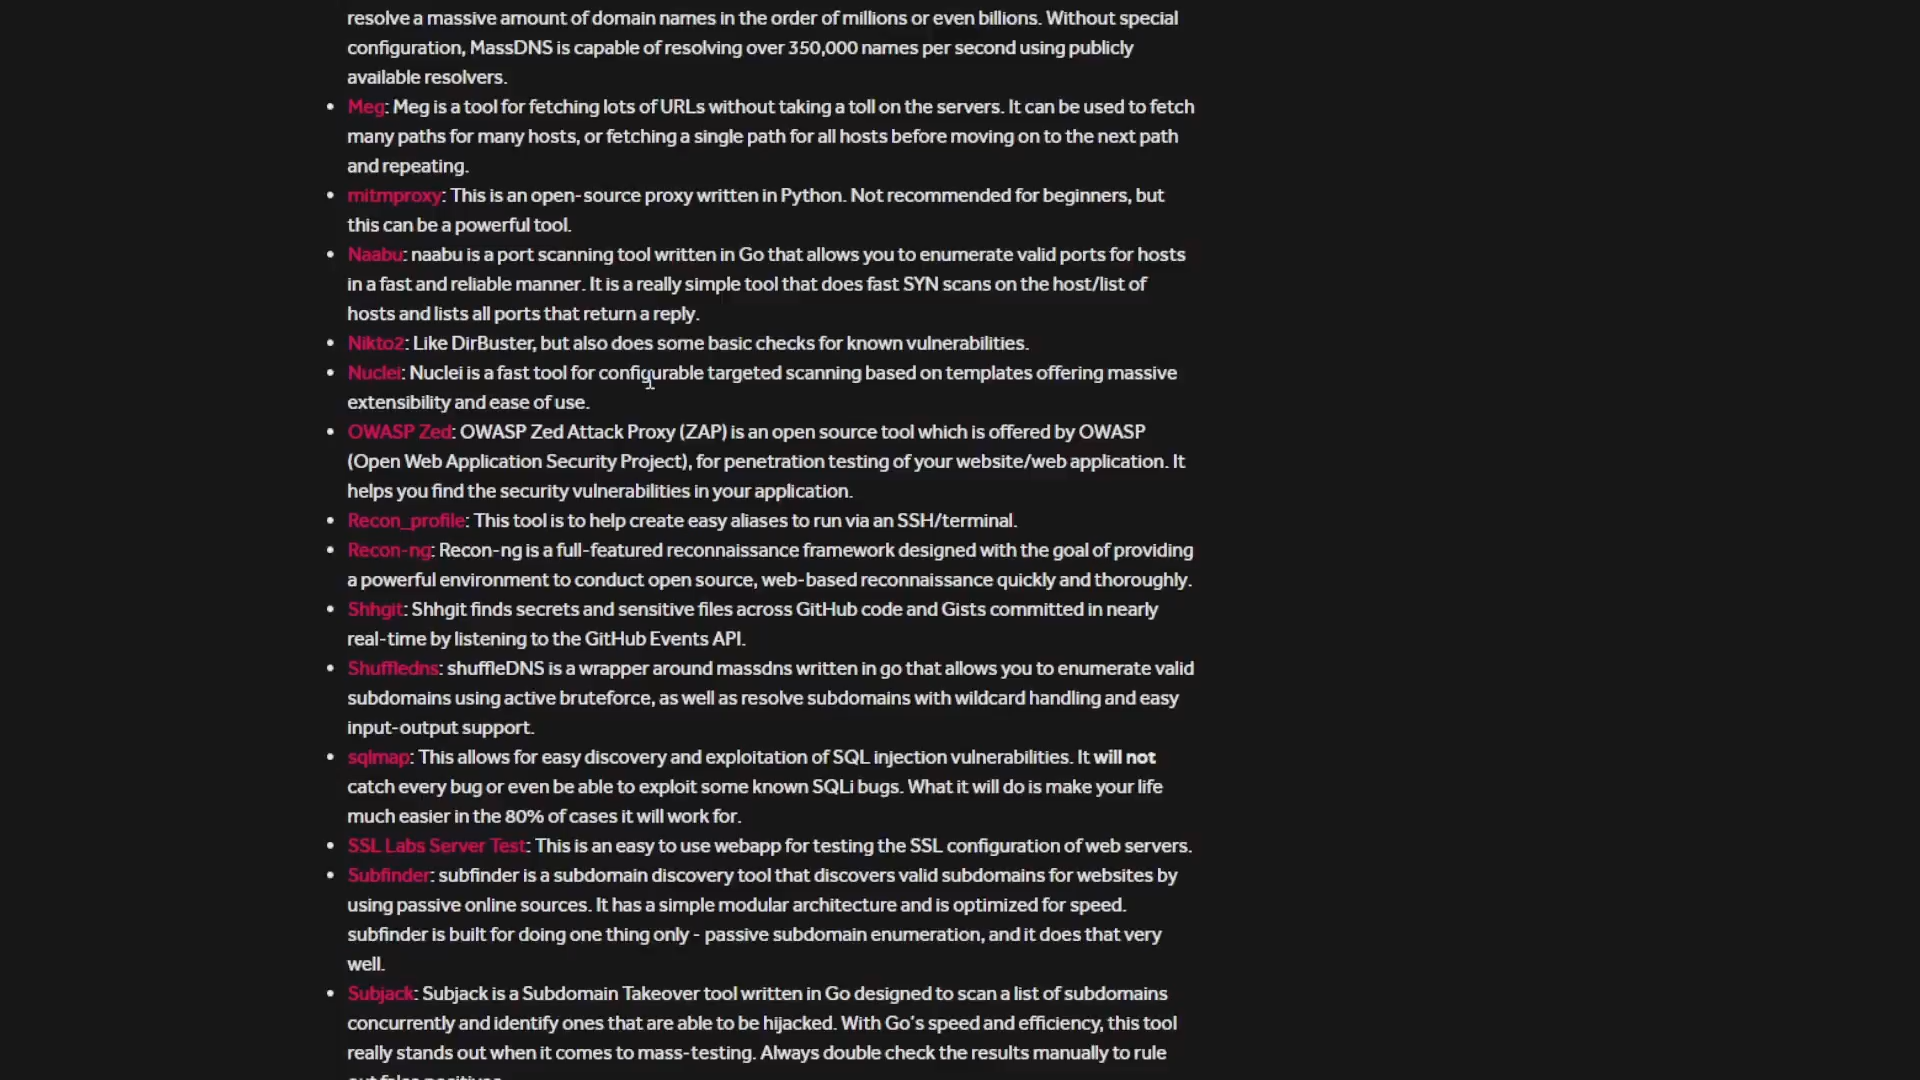 resolve a massive amount of domain names in the order of millions or even billions. Without special
configuration, MassDNS is capable of resolving over 350,000 names per second using publicly
available resolvers.
• Meg: Meg is a tool for fetching lots of URLs without taking a toll on the servers. It can be used to fetch
many paths for many hosts, or fetching a single path for all hosts before moving on to the next path
and repeating.
• mitmproxy: This is an open-source proxy written in Python. Not recommended for beginners, but
this can be a powerful tool.
• Naabu: naabu is a port scanning tool written in Go that allows you to enumerate valid ports for hosts
in a fast and reliable manner. It is a really simple tool that does fast SYN scans on the host/list of
hosts and lists all ports that return a reply.
• Nikto2: Like DirBuster, but also does some basic checks for known vulnerabilities.
• Nuclei: Nuclei is a fast tool for configurable targeted scanning based on templates offering massive
extensibility and ease of use.
• OWASP Zed: OWASP Zed Attack Proxy (ZAP) is an open source tool which is offered by OWASP
(Open Web Application Security Project), for penetration testing of your website/web application. It
helps you find the security vulnerabilities in your application.
• Recon_profile: This tool is to help create easy aliases to run via an SSH/terminal.
• Recon-ng: Recon-ng is a full-featured reconnaissance framework designed with the goal of providing
a powerful environment to conduct open source, web-based reconnaissance quickly and thoroughly.
• Shhgit: Shhgit finds secrets and sensitive files across GitHub code and Gists committed in nearly
real-time by listening to the GitHub Events API.
• Shuffledns: shuffleDNS is a wrapper around massdns written in go that allows you to enumerate valid
subdomains using active bruteforce, as well as resolve subdomains with wildcard handling and easy
input-output support.
• sqlmap: This allows for easy discovery and exploitation of SQL injection vulnerabilities. It will not
catch every bug or even be able to exploit some known SQLi bugs. What it will do is make your life
much easier in the 80% of cases it will work for.
• SSL Labs Server Test: This is an easy to use webapp for testing the SSL configuration of web servers.
• Subfinder: subfinder is a subdomain discovery tool that discovers valid subdomains for websites by
using passive online sources. It has a simple modular architecture and is optimized for speed.
subfinder is built for doing one thing only - passive subdomain enumeration, and it does that very
well.
• Subjack: Subjack is a Subdomain Takeover tool written in Go designed to scan a list of subdomains
concurrently and identify ones that are able to be hijacked. With Go's speed and efficiency, this tool
really stands out when it comes to mass-testing. Always double check the results manually to rule